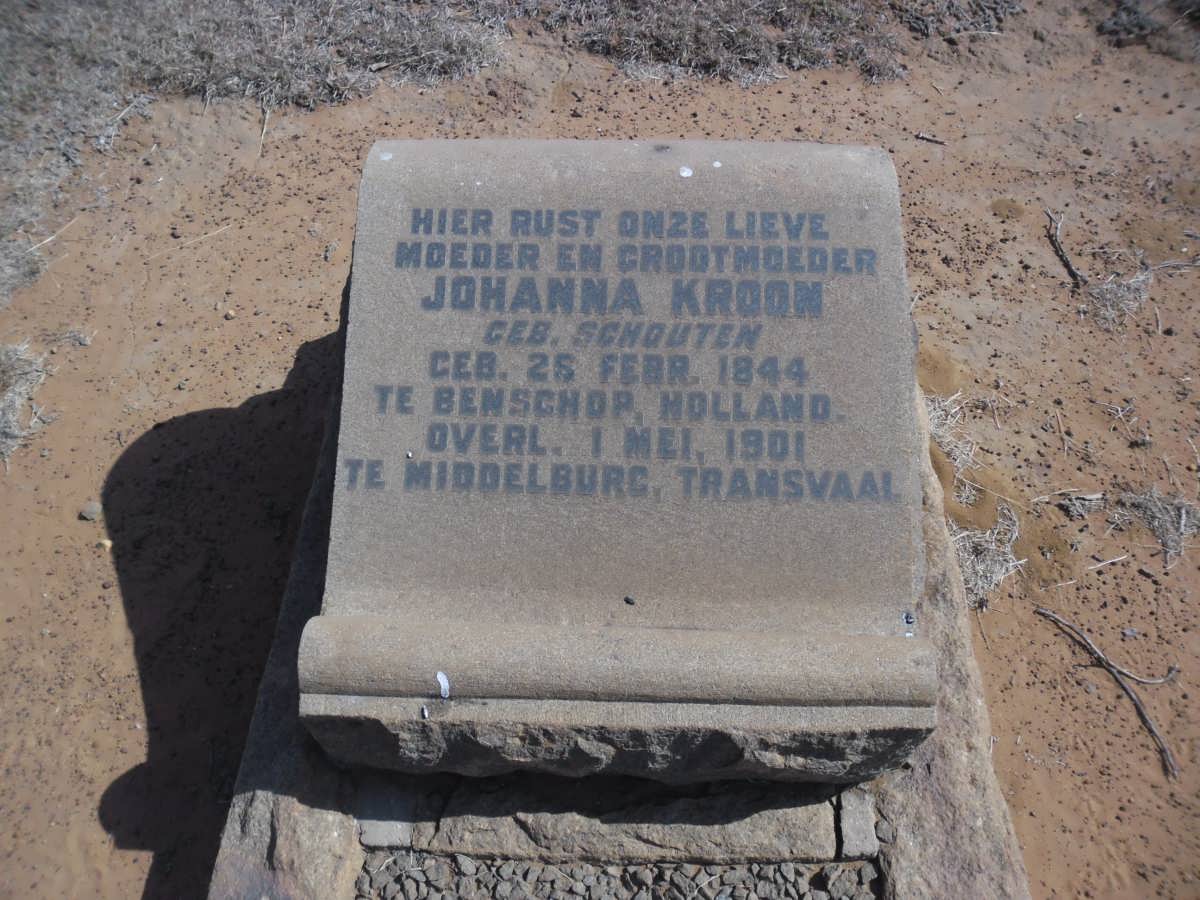 HIER RUST ONZE LIEVE
MOEDER EN GROOTMOEDER
JOHANNA KROON
GEB. SCHOUTEN
GEB. 25 FEBR. 1844
TE BENSCHOP, HOLLAND.
OVERL. 1 MEI, 1901
TE MIDDELBURG, TRANSVAAL